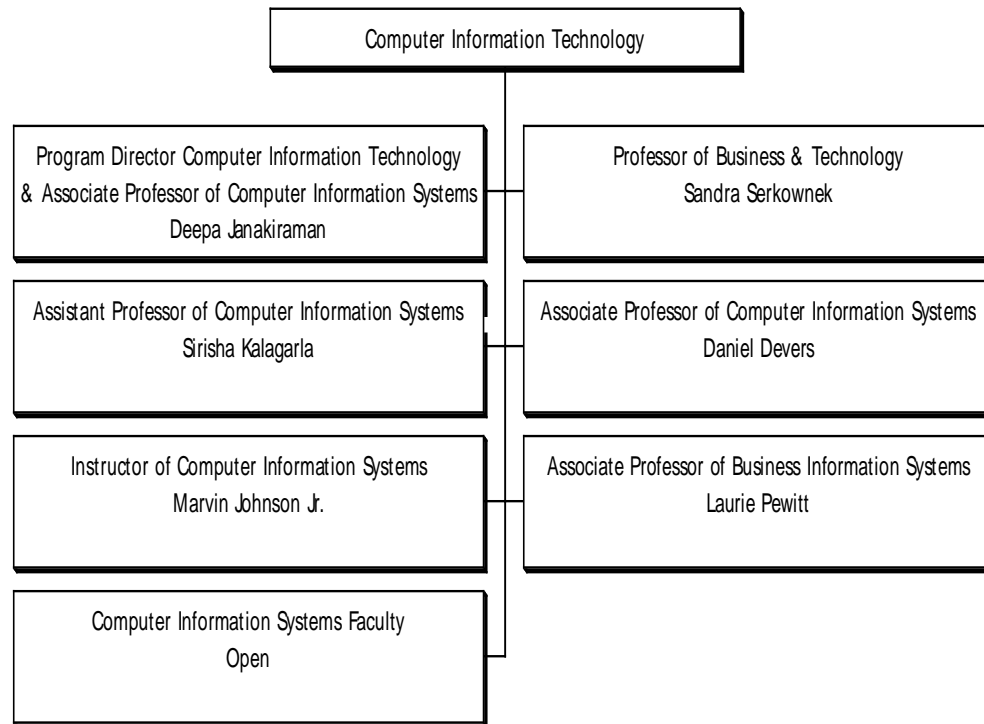 Computer Information Technology
Program Director Computer Information Technology
& Associate Professor of Computer Information Systems
Deepa Janakiraman
Professor of Business & Technology
Sandra Serkownek
Assistant Professor of Computer Information Systems
Sirisha Kalagarla
Associate Professor of Computer Information Systems
Daniel Devers
Instructor of Computer Information Systems
Marvin Johnson Jr.
Associate Professor of Business Information Systems
Laurie Pewitt
Computer Information Systems Faculty
Open